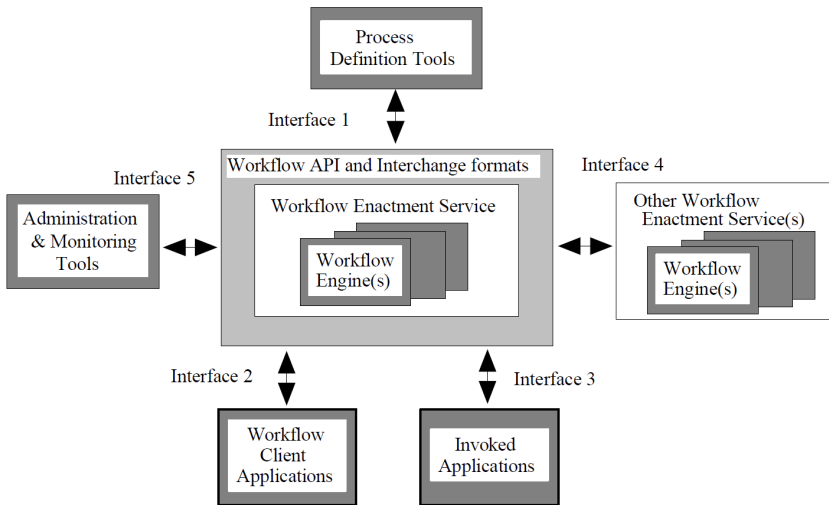 Process
Definition Tools
Interface 1
Workflow API and Interchange formats
Interface 4
Interface 5
Workflow Enactment Service
Other Workflow
Enactment Service(s)
Administration
& Monitoring
Tools
Workflow
Engine(s)
Workflow
Engine(s)
Interface 2
Interface 3
Workflow
Client
Applications
Invoked
Applications